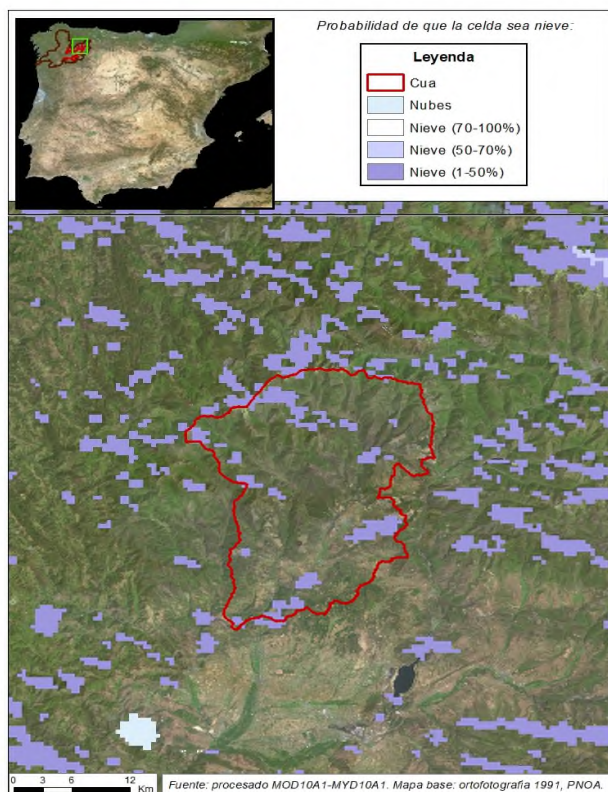 Probabilidad de que la celda sea nieve:
Leyenda
Cua
Nubes
Nieve (70-100%)
Nieve (50-70%)
Nieve (1-50%)
0 3 6 12
Km
Fuente: procesado MOD10A1-MYD10A1. Mapa base: ortofotografía 1991, PNOA.